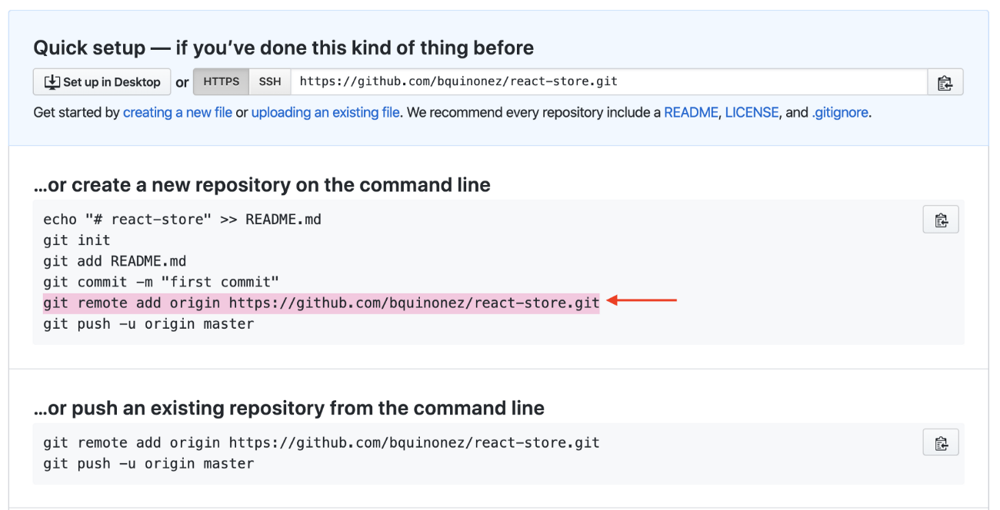 Quick setup — if you’ve done this kind of thing before
Set up in Desktop or HTTPS SSH https://github.com/bquinonez/react-store.git
Get started by creating a new file or uploading an existing file. We recommend every repository include a README, LICENSE, and .gitignore.
…or create a new repository on the command line
echo "# react-store" >> README.md
git init
git add README.md
git commit -m "first commit"
git remote add origin https://github.com/bquinonez/react-store.git
git push -u origin master
…or push an existing repository from the command line
git remote add origin https://github.com/bquinonez/react-store.git
git push -u origin master